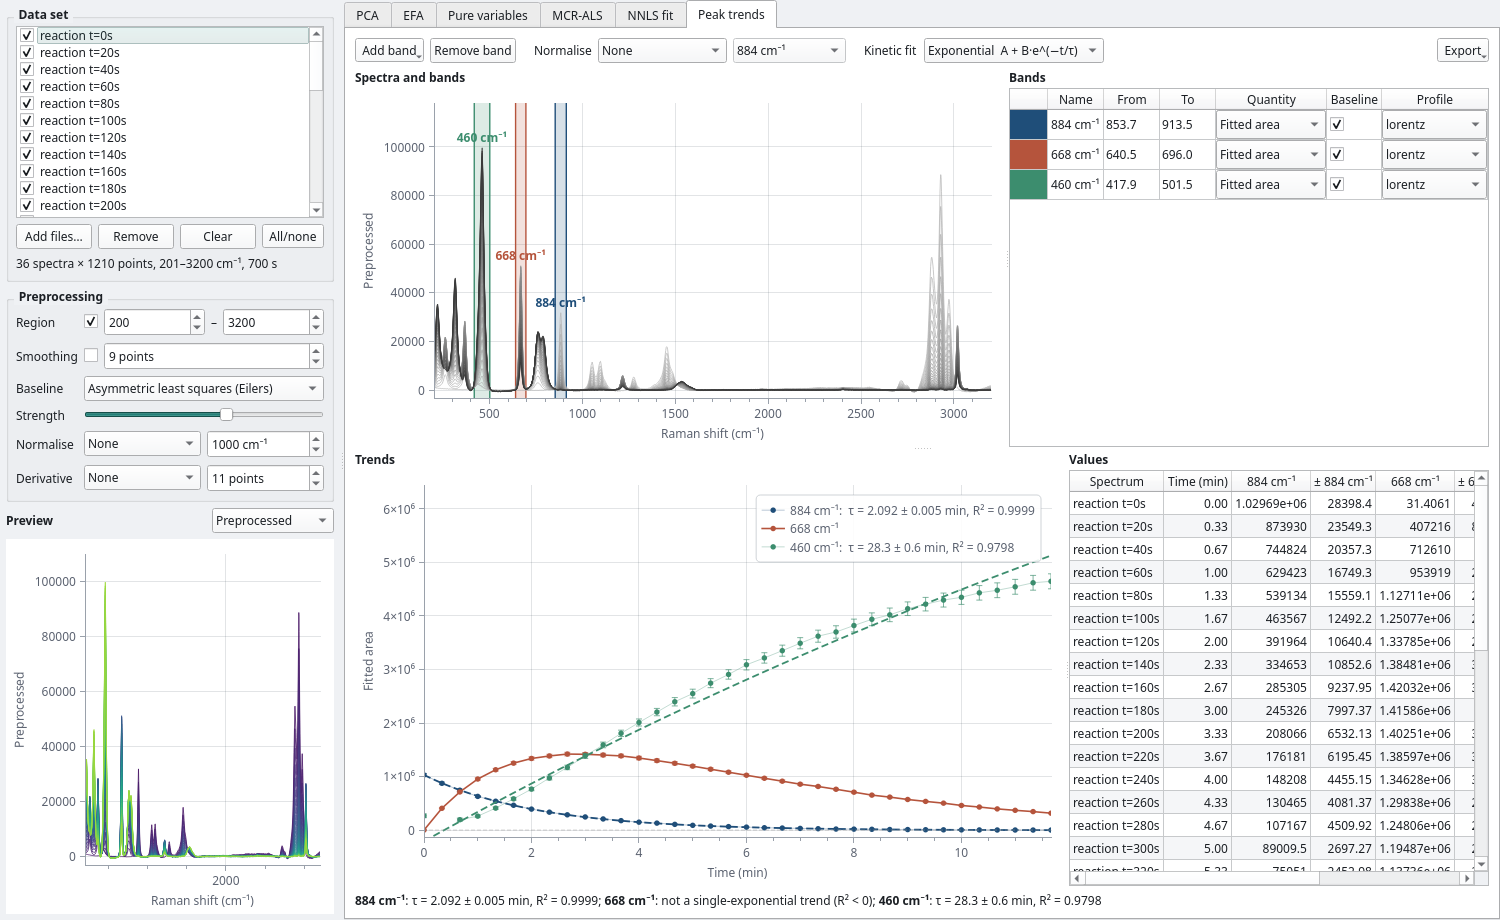 Data set
reaction t=0s
reaction t=20s
reaction t=40s
reaction t=60s
reaction t=80s
reaction t=100s
reaction t=120s
reaction t=140s
reaction t=160s
reaction t=180s
reaction t=200s
Add files... Remove Clear All/none
36 spectra × 1210 points, 201–3200 cm⁻¹, 700 s
Preprocessing
Region 200 – 3200
Smoothing 9 points
Baseline Asymmetric least squares (Eilers)
Strength
Normalise None 1000 cm⁻¹
Derivative None 11 points
Preview Preprocessed
100000
80000
60000
40000
20000
0
Preprocessed
2000
Raman shift (cm⁻¹)
PCA EFA Pure variables MCR-ALS NNLS fit Peak trends
Add band Remove band Normalise None 884 cm⁻¹ Kinetic fit Exponential A + B·e^(−t/τ) Export
Spectra and bands
460 cm⁻¹
668 cm⁻¹
884 cm⁻¹
100000
80000
60000
40000
20000
0
Preprocessed
500 1000 1500 2000 2500 3000
Raman shift (cm⁻¹)
Bands
Name From To Quantity Baseline Profile
884 cm⁻¹ 853.7 913.5 Fitted area lorentz
668 cm⁻¹ 640.5 696.0 Fitted area lorentz
460 cm⁻¹ 417.9 501.5 Fitted area lorentz
Trends
884 cm⁻¹: τ = 2.092 ± 0.005 min, R² = 0.9999
668 cm⁻¹
460 cm⁻¹: τ = 28.3 ± 0.6 min, R² = 0.9798
6×10⁶
5×10⁶
4×10⁶
3×10⁶
2×10⁶
1×10⁶
0
Fitted area
0 2 4 6 8 10
Time (min)
Values
Spectrum Time (min) 884 cm⁻¹ ± 884 cm⁻¹ 668 cm⁻¹ ± 6
reaction t=0s 0.00 1.02969e+06 28398.4 31.4061
reaction t=20s 0.33 873930 23549.3 407216
reaction t=40s 0.67 744824 20357.3 712610
reaction t=60s 1.00 629423 16749.3 953919
reaction t=80s 1.33 539134 15559.1 1.12711e+06
reaction t=100s 1.67 463567 12492.2 1.25077e+06
reaction t=120s 2.00 391964 10640.4 1.33785e+06
reaction t=140s 2.33 334653 10852.6 1.38481e+06
reaction t=160s 2.67 285305 9237.95 1.42032e+06
reaction t=180s 3.00 245326 7997.37 1.41586e+06
reaction t=200s 3.33 208066 6532.13 1.40251e+06
reaction t=220s 3.67 176181 6195.45 1.38597e+06
reaction t=240s 4.00 148208 4455.15 1.34628e+06
reaction t=260s 4.33 130465 4081.37 1.29838e+06
reaction t=280s 4.67 107167 4509.92 1.24806e+06
reaction t=300s 5.00 89009.5 2697.27 1.19487e+06
884 cm⁻¹: τ = 2.092 ± 0.005 min, R² = 0.9999; 668 cm⁻¹: not a single-exponential trend (R² < 0); 460 cm⁻¹: τ = 28.3 ± 0.6 min, R² = 0.9798